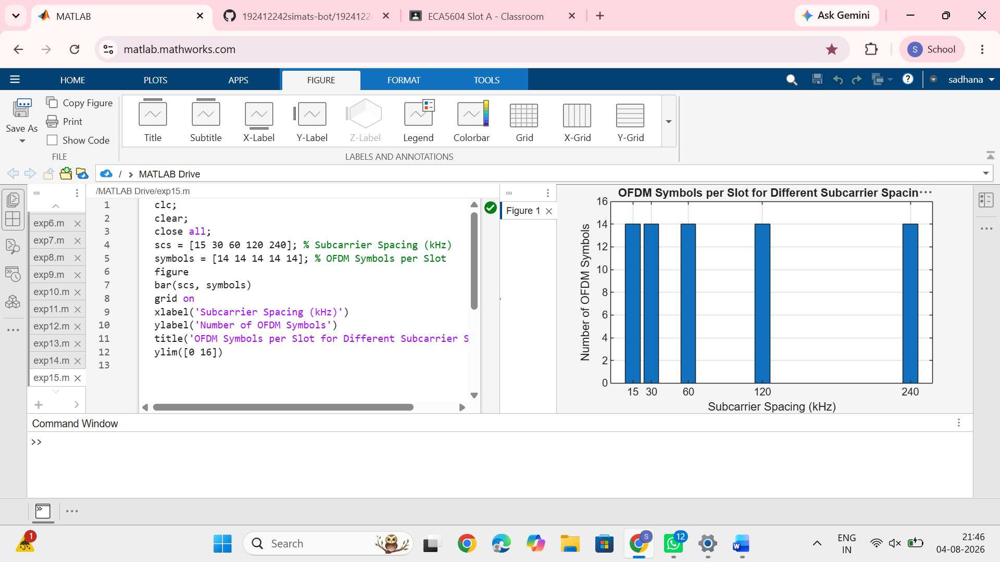 MATLAB
192412242simats-bot/1924122
ECA5604 Slot A - Classroom
Ask Gemini
matlab.mathworks.com
S
School
HOME
PLOTS
APPS
FIGURE
FORMAT
TOOLS
sadhana
Save As
Copy Figure
Print
Show Code
FILE
Title
Subtitle
X-Label
Y-Label
Z-Label
Legend
Colorbar
Grid
X-Grid
Y-Grid
LABELS AND ANNOTATIONS
/ > MATLAB Drive
exp6.m
exp7.m
exp8.m
exp9.m
exp10.m
exp11.m
exp12.m
exp13.m
exp14.m
exp15.m
/MATLAB Drive/exp15.m
1 clc;
2 clear;
3 close all;
4 scs = [15 30 60 120 240]; % Subcarrier Spacing (kHz)
5 symbols = [14 14 14 14 14]; % OFDM Symbols per Slot
6 figure
7 bar(scs, symbols)
8 grid on
9 xlabel('Subcarrier Spacing (kHz)')
10 ylabel('Number of OFDM Symbols')
11 title('OFDM Symbols per Slot for Different Subcarrier S
12 ylim([0 16])
13
Figure 1
OFDM Symbols per Slot for Different Subcarrier Spacin...
Number of OFDM Symbols
16
14
12
10
8
6
4
2
0
15 30 60 120 240
Subcarrier Spacing (kHz)
Command Window
>>
1
Search
S
12
ENG
IN
21:46
04-08-2026